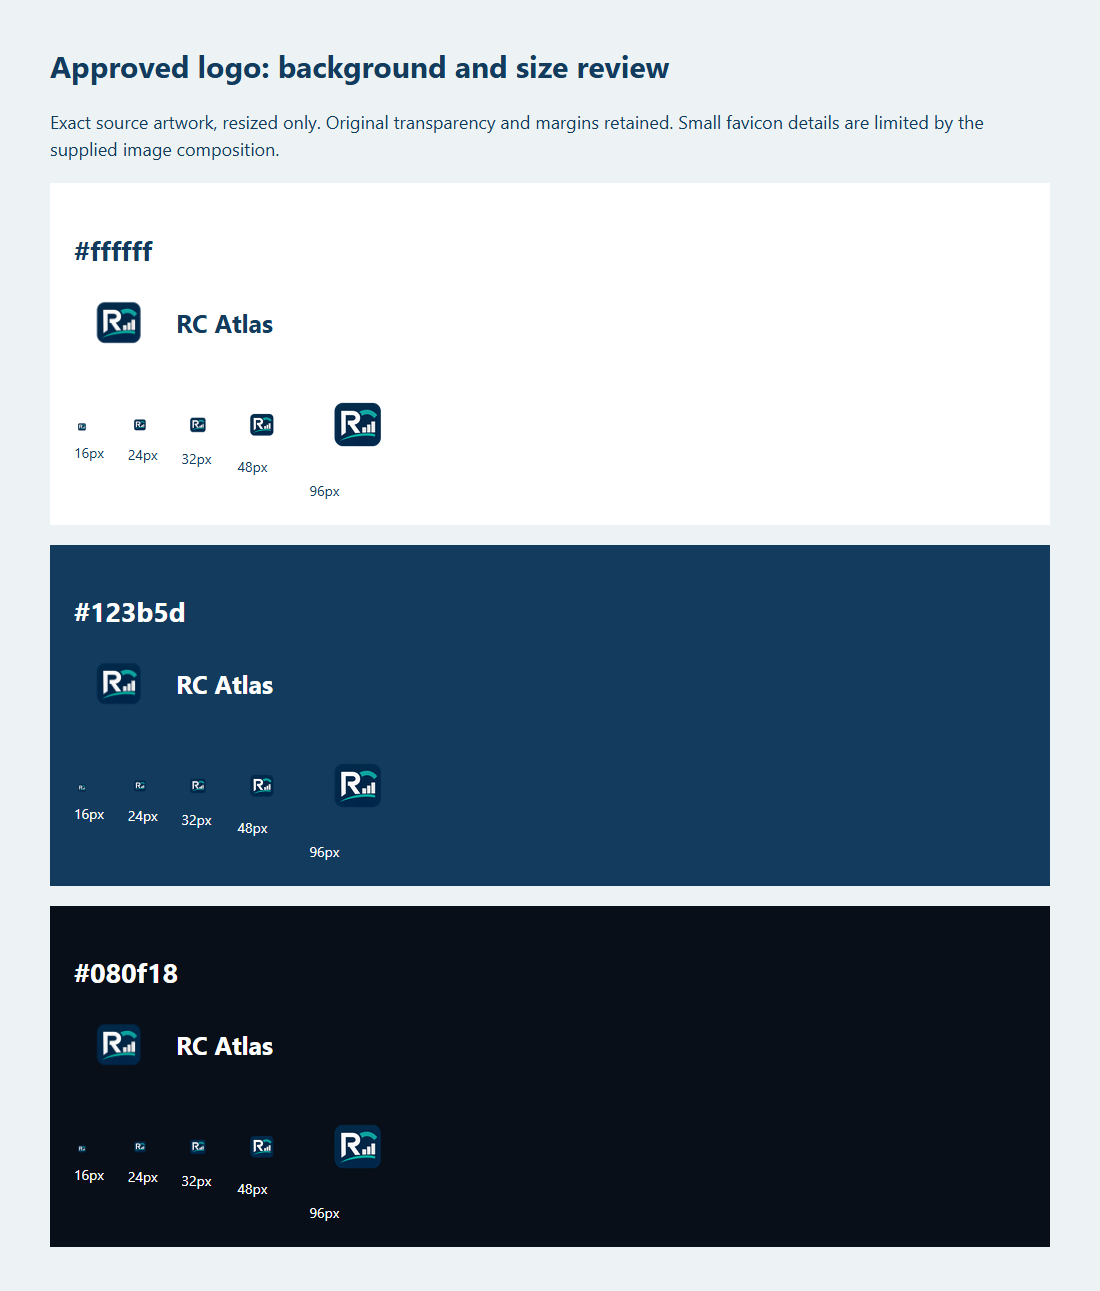 Approved logo: background and size review
Exact source artwork, resized only. Original transparency and margins retained. Small favicon details are limited by the
supplied image composition.
#ffffff
RC Atlas
16px 24px 32px 48px 96px
#123b5d
RC Atlas
16px 24px 32px 48px 96px
#080f18
RC Atlas
16px 24px 32px 48px 96px